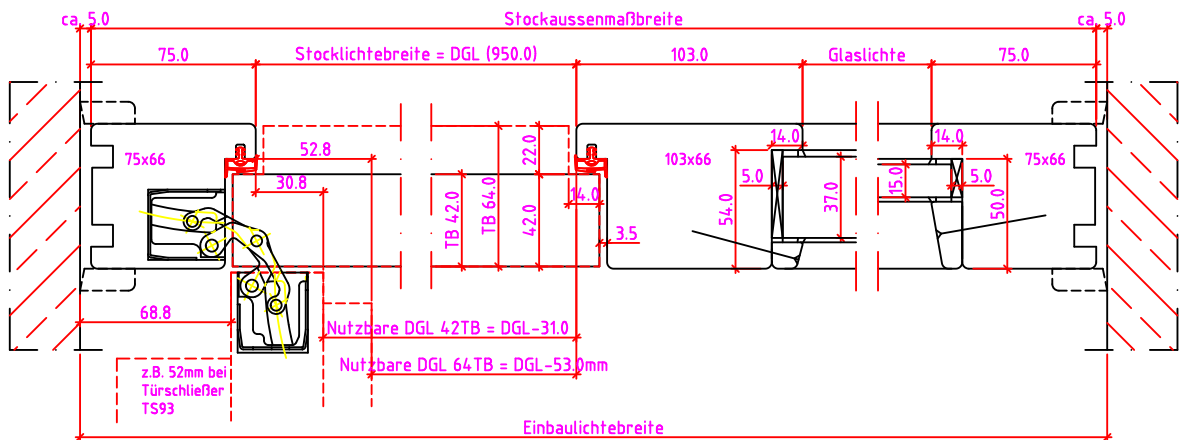 ca. 5.0
Stockaussenmaßbreite
ca. 5.0
75.0
Stocklichtebreite = DGL (950.0)
103.0
Glaslichte
75.0
75x66
52.8
30.8
TB 42.0
TB 64.0
22.0
42.0
14.0
3.5
103x66
14.0
5.0
54.0
37.0
15.0
14.0
5.0
50.0
75x66
68.8
Nutzbare DGL 42TB = DGL-31.0
Nutzbare DGL 64TB = DGL-53.0mm
z.B. 52mm bei
Türschließer
TS93
Einbaulichtebreite